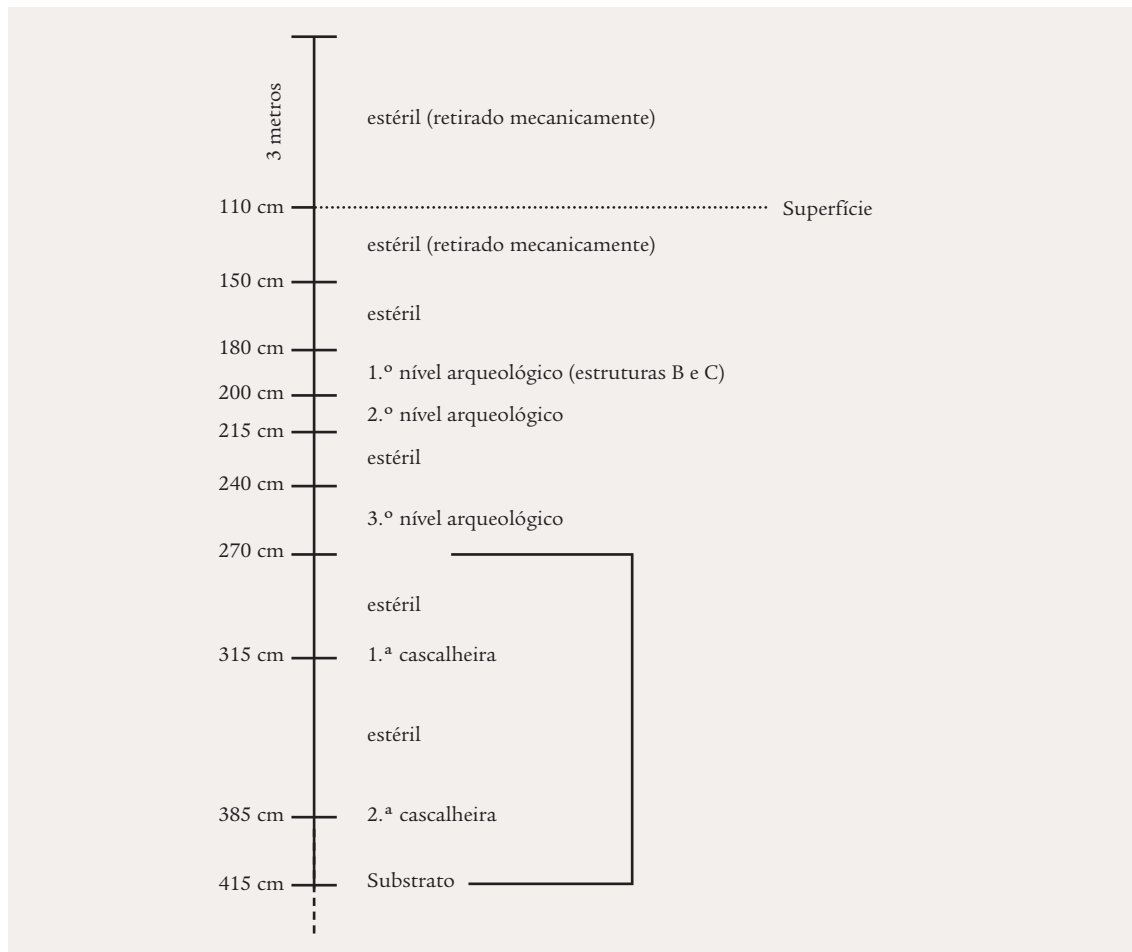 3 metros
estéril (retirado mecanicamente)
110 cm
Superfície
estéril (retirado mecanicamente)
150 cm
estéril
180 cm
1.º nível arqueológico (estruturas B e C)
200 cm
2.º nível arqueológico
215 cm
estéril
240 cm
3.º nível arqueológico
270 cm
estéril
315 cm
1.ª cascalheira
estéril
385 cm
2.ª cascalheira
415 cm
Substrato